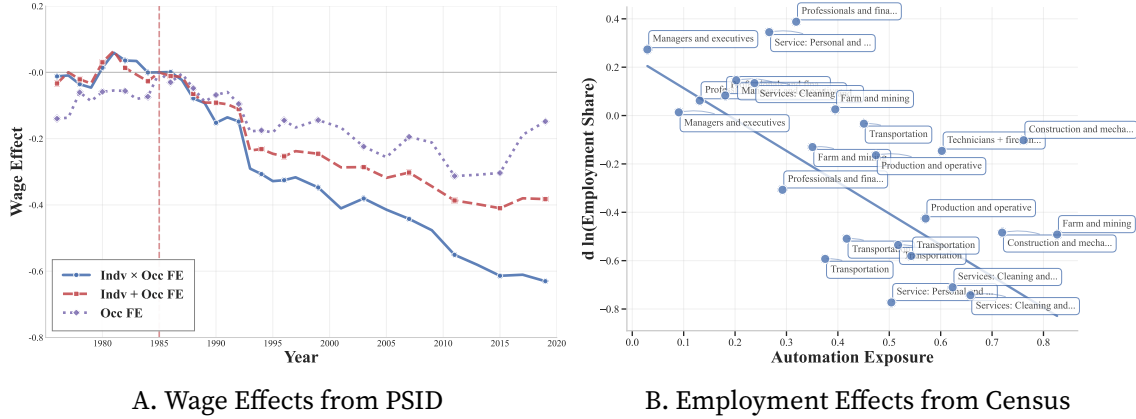 0.2
-0.0
-0.2
-0.4
-0.6
-0.8
Wage Effect
1980
1985
1990
1995
2000
2005
2010
2015
2020
Year
Indv × Occ FE
Indv + Occ FE
Occ FE
A. Wage Effects from PSID
0.4
0.2
0.0
−0.2
−0.4
−0.6
−0.8
d ln(Employment Share)
Professionals and fina...
Managers and executives
Service: Personal and ...
Services: Cleaning
Farm and mining
Managers and executives
Transportation
Technicians +
Construction and mecha...
Farm and
Production and operative
Professionals and fina...
Production and operative
Farm and mining
Transportation
Construction and mecha...
Transportation
Services: Cleaning and...
Service:
Services: Cleaning and...
0.0
0.1
0.2
0.3
0.4
0.5
0.6
0.7
0.8
Automation Exposure
B. Employment Effects from Census